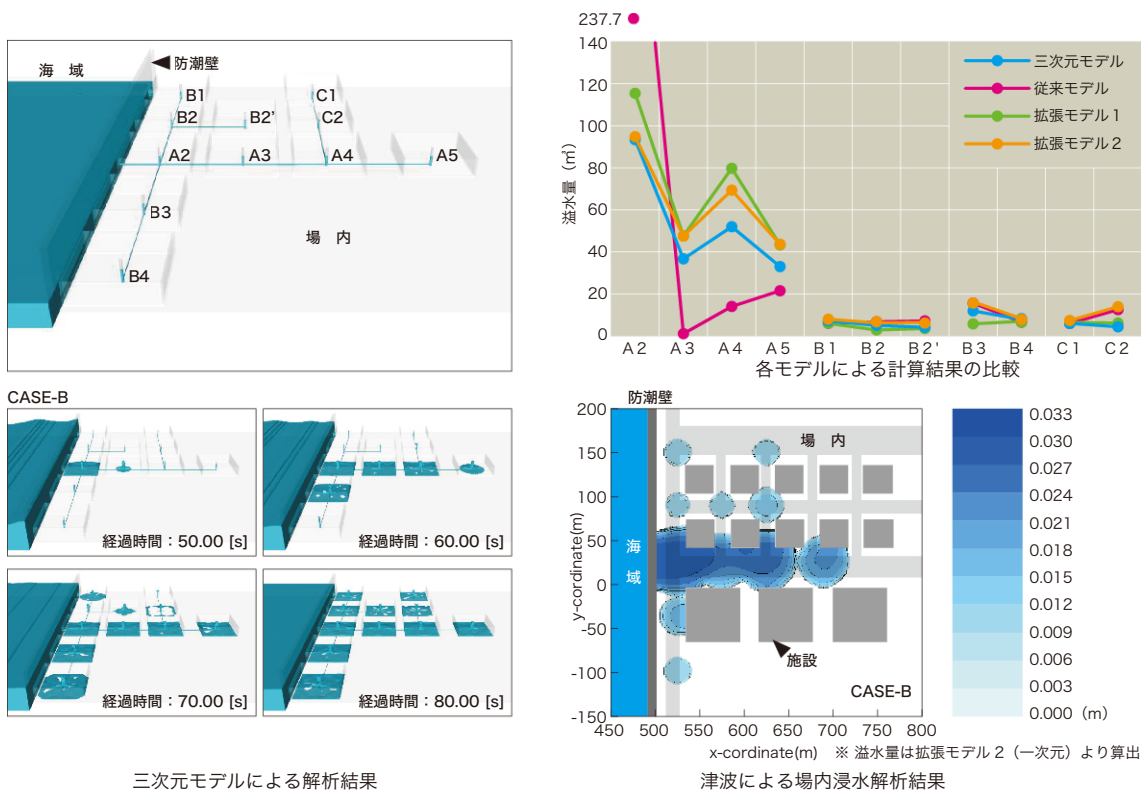 海 域
防潮壁
B1
C1
B2
B2'
C2
A2
A3
A4
A5
B3
場 内
B4
CASE-B
経過時間：50.00 [s]
経過時間：60.00 [s]
経過時間：70.00 [s]
経過時間：80.00 [s]
三次元モデルによる解析結果
237.7
140
120
100
80
60
40
20
0
溢水量（㎥）
三次元モデル
従来モデル
拡張モデル1
拡張モデル2
A2 A3 A4 A5 B1 B2 B2' B3 B4 C1 C2
各モデルによる計算結果の比較
防潮壁
200
150
100
50
0
-50
-100
-150
y-cordinate(m)
海 域
場 内
施設
CASE-B
450 500 550 600 650 700 750 800
x-cordinate(m) ※ 溢水量は拡張モデル2（一次元）より算出
0.033
0.030
0.027
0.024
0.021
0.018
0.015
0.012
0.009
0.006
0.003
0.000（m）
津波による場内浸水解析結果